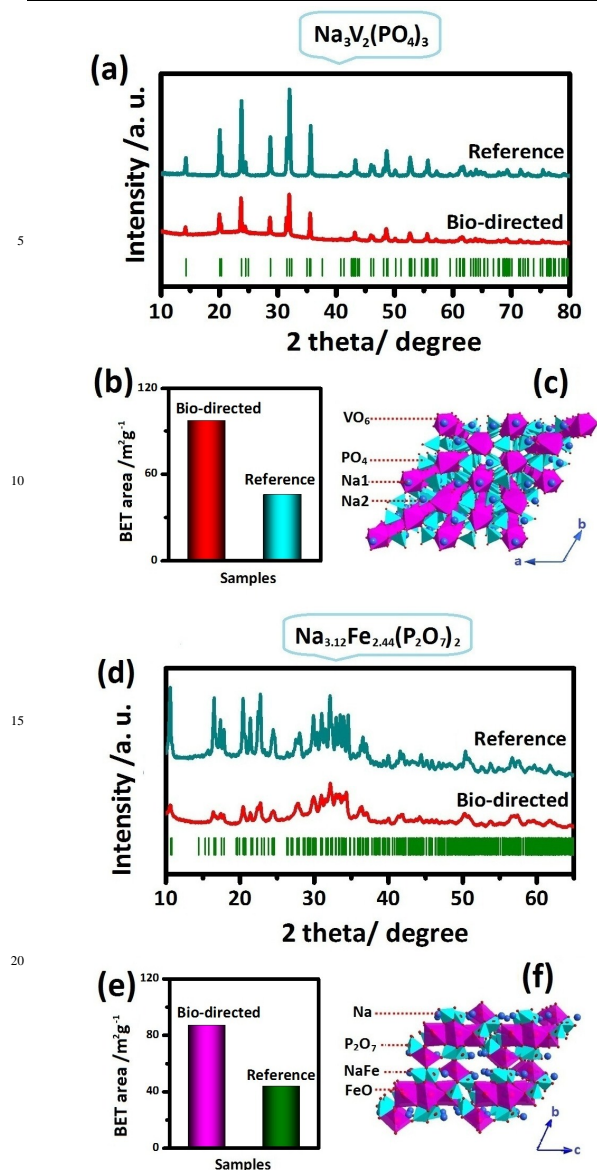 Na3V2(PO4)3
(a)
Intensity /a. u.
Reference
Bio-directed
10 20 30 40 50 60 70 80
2 theta/ degree
5
(b)
BET area /m2g-1
120
60
0
Bio-directed
Reference
Samples
(c)
VO6
PO4
Na1
Na2
b
a
10
Na3.12Fe2.44(P2O7)2
(d)
Intensity /a. u.
Reference
Bio-directed
10 20 30 40 50 60
2 theta/ degree
15
(e)
BET area /m2g-1
120
80
40
0
Bio-directed
Reference
Samples
(f)
Na
P2O7
NaFe
FeO
b
c
20